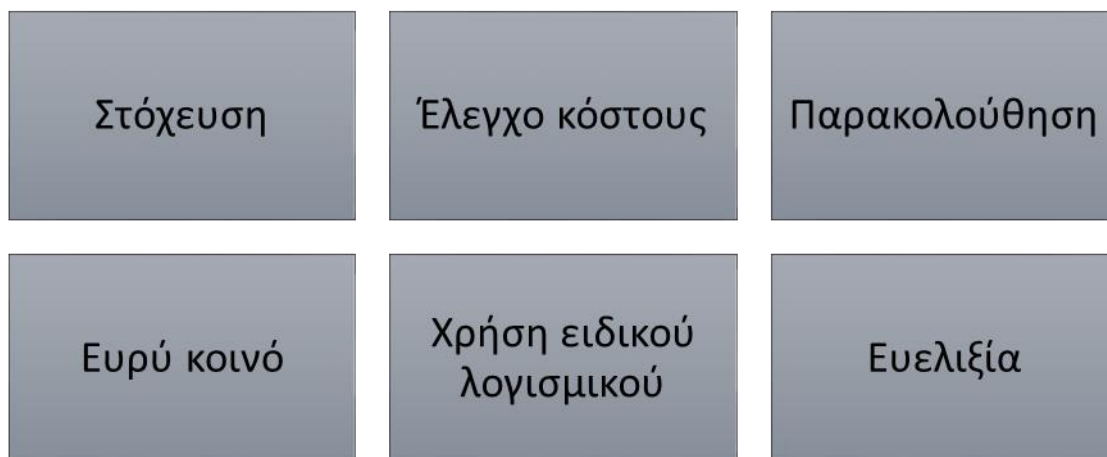 Στόχευση
Έλεγχο κόστους
Παρακολούθηση
Ευρύ κοινό
Χρήση ειδικού
λογισμικού
Ευελιξία